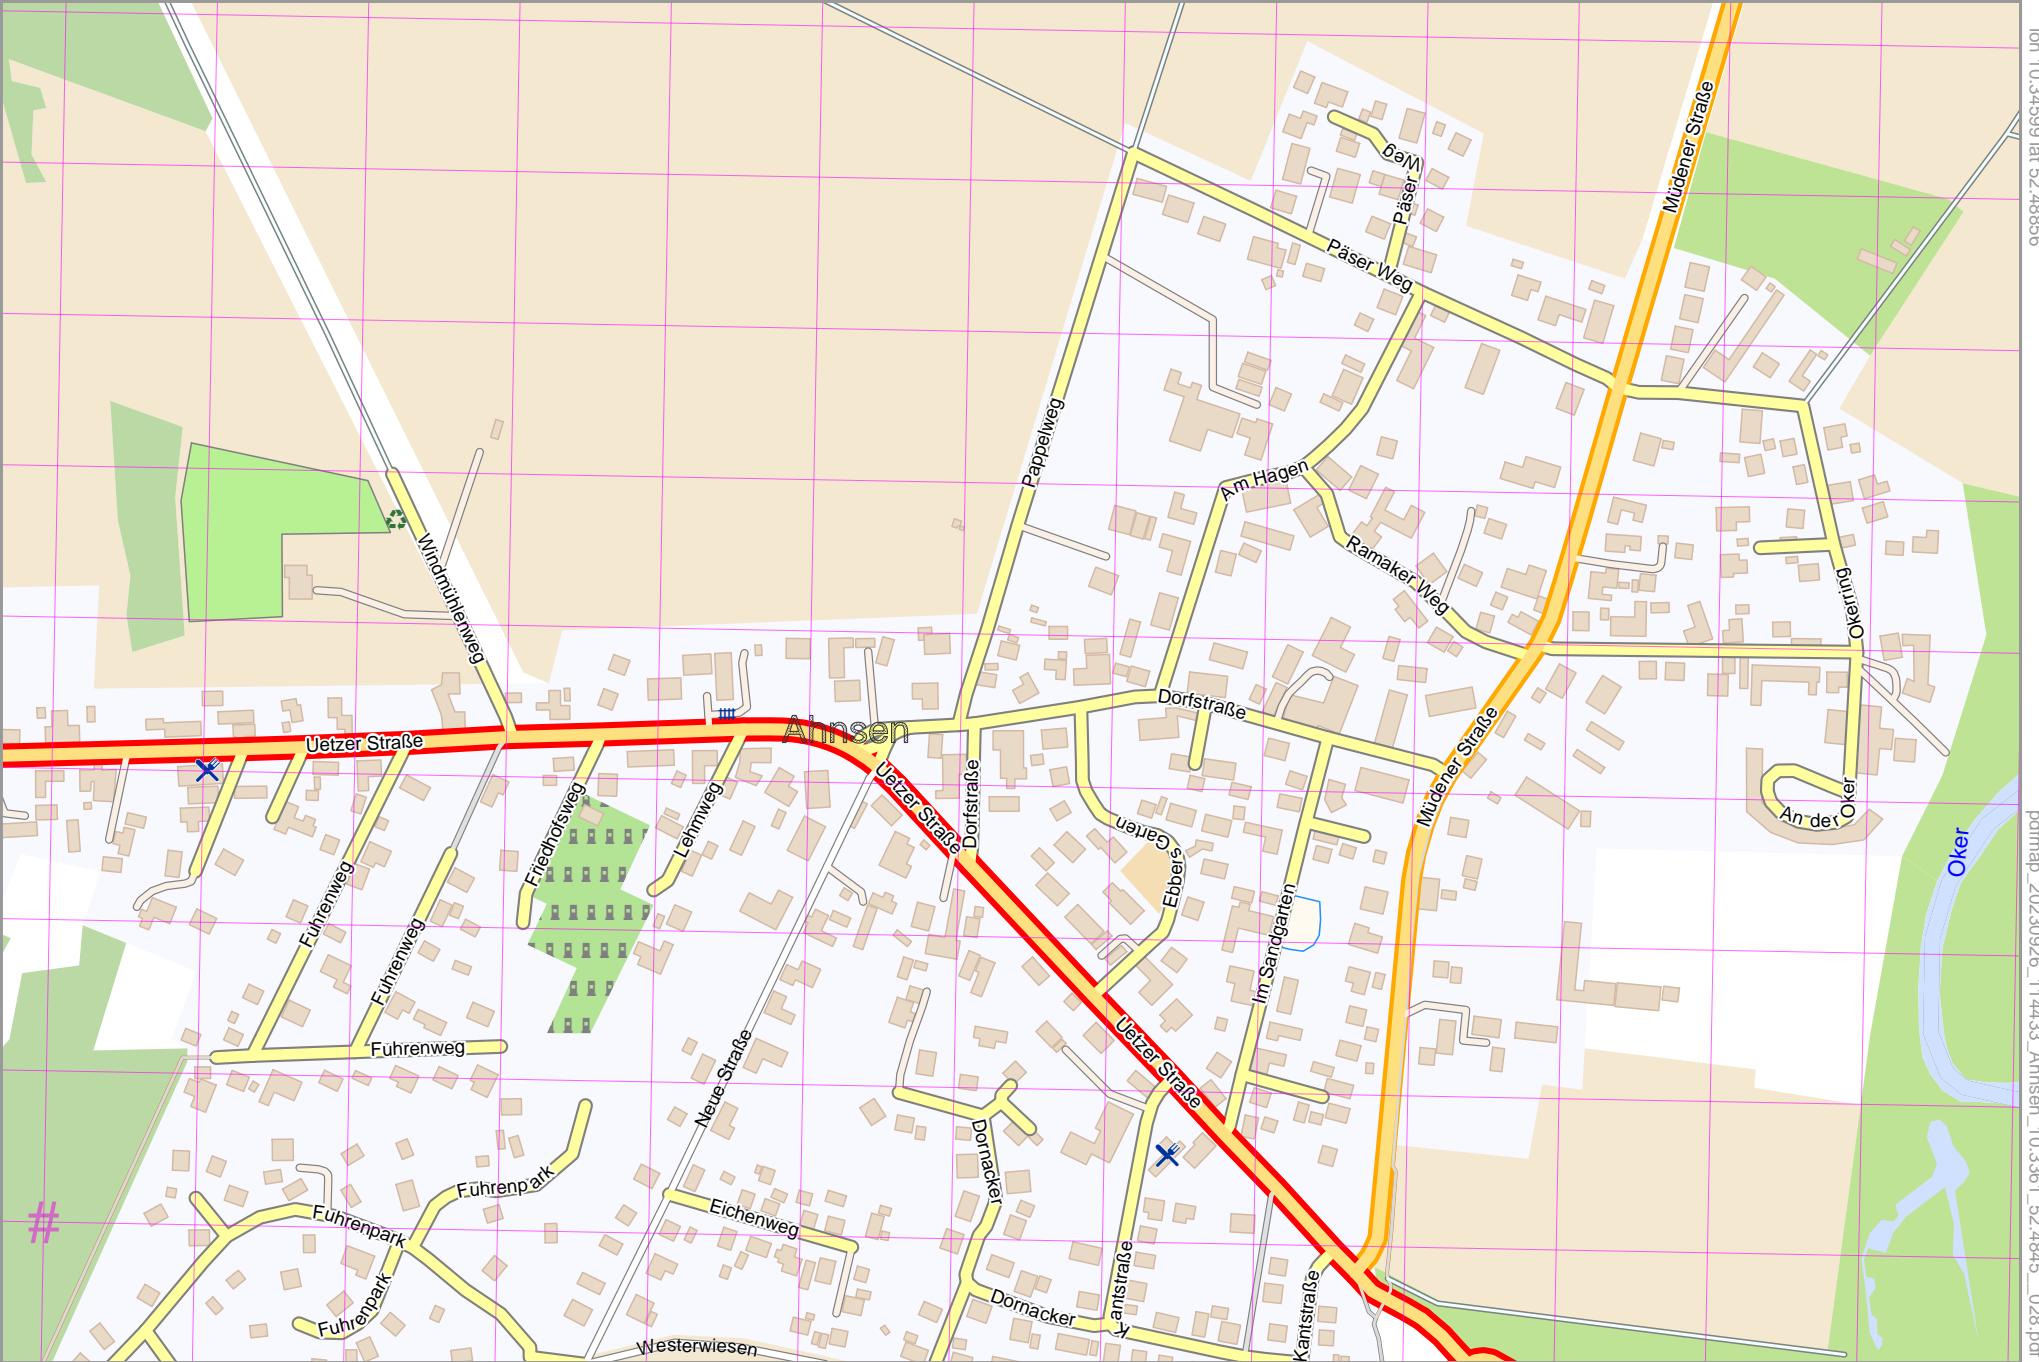 Müdener Straße
Päser Weg
Päser Weg
Pappelweg
Am Hagen
Windmühlenweg
Ramaker Weg
Okerring
Dorfstraße
Uetzer Straße
Ahnsen
Müdener Straße
Uetzer Straße
Dorfstraße
Friedhofsweg
Lehmweg
Ebbers Garten
An der Oker
Oker
Fuhrenweg
Fuhrenweg
Im Sandgarten
Fuhrenweg
Neue Straße
Uetzer Straße
Dornacker
Fuhrenpark
Fuhrenpark
Eichenweg
#
Fuhrenpark
Dornacker
Kantstraße
Kantstraße
Westerwiesen